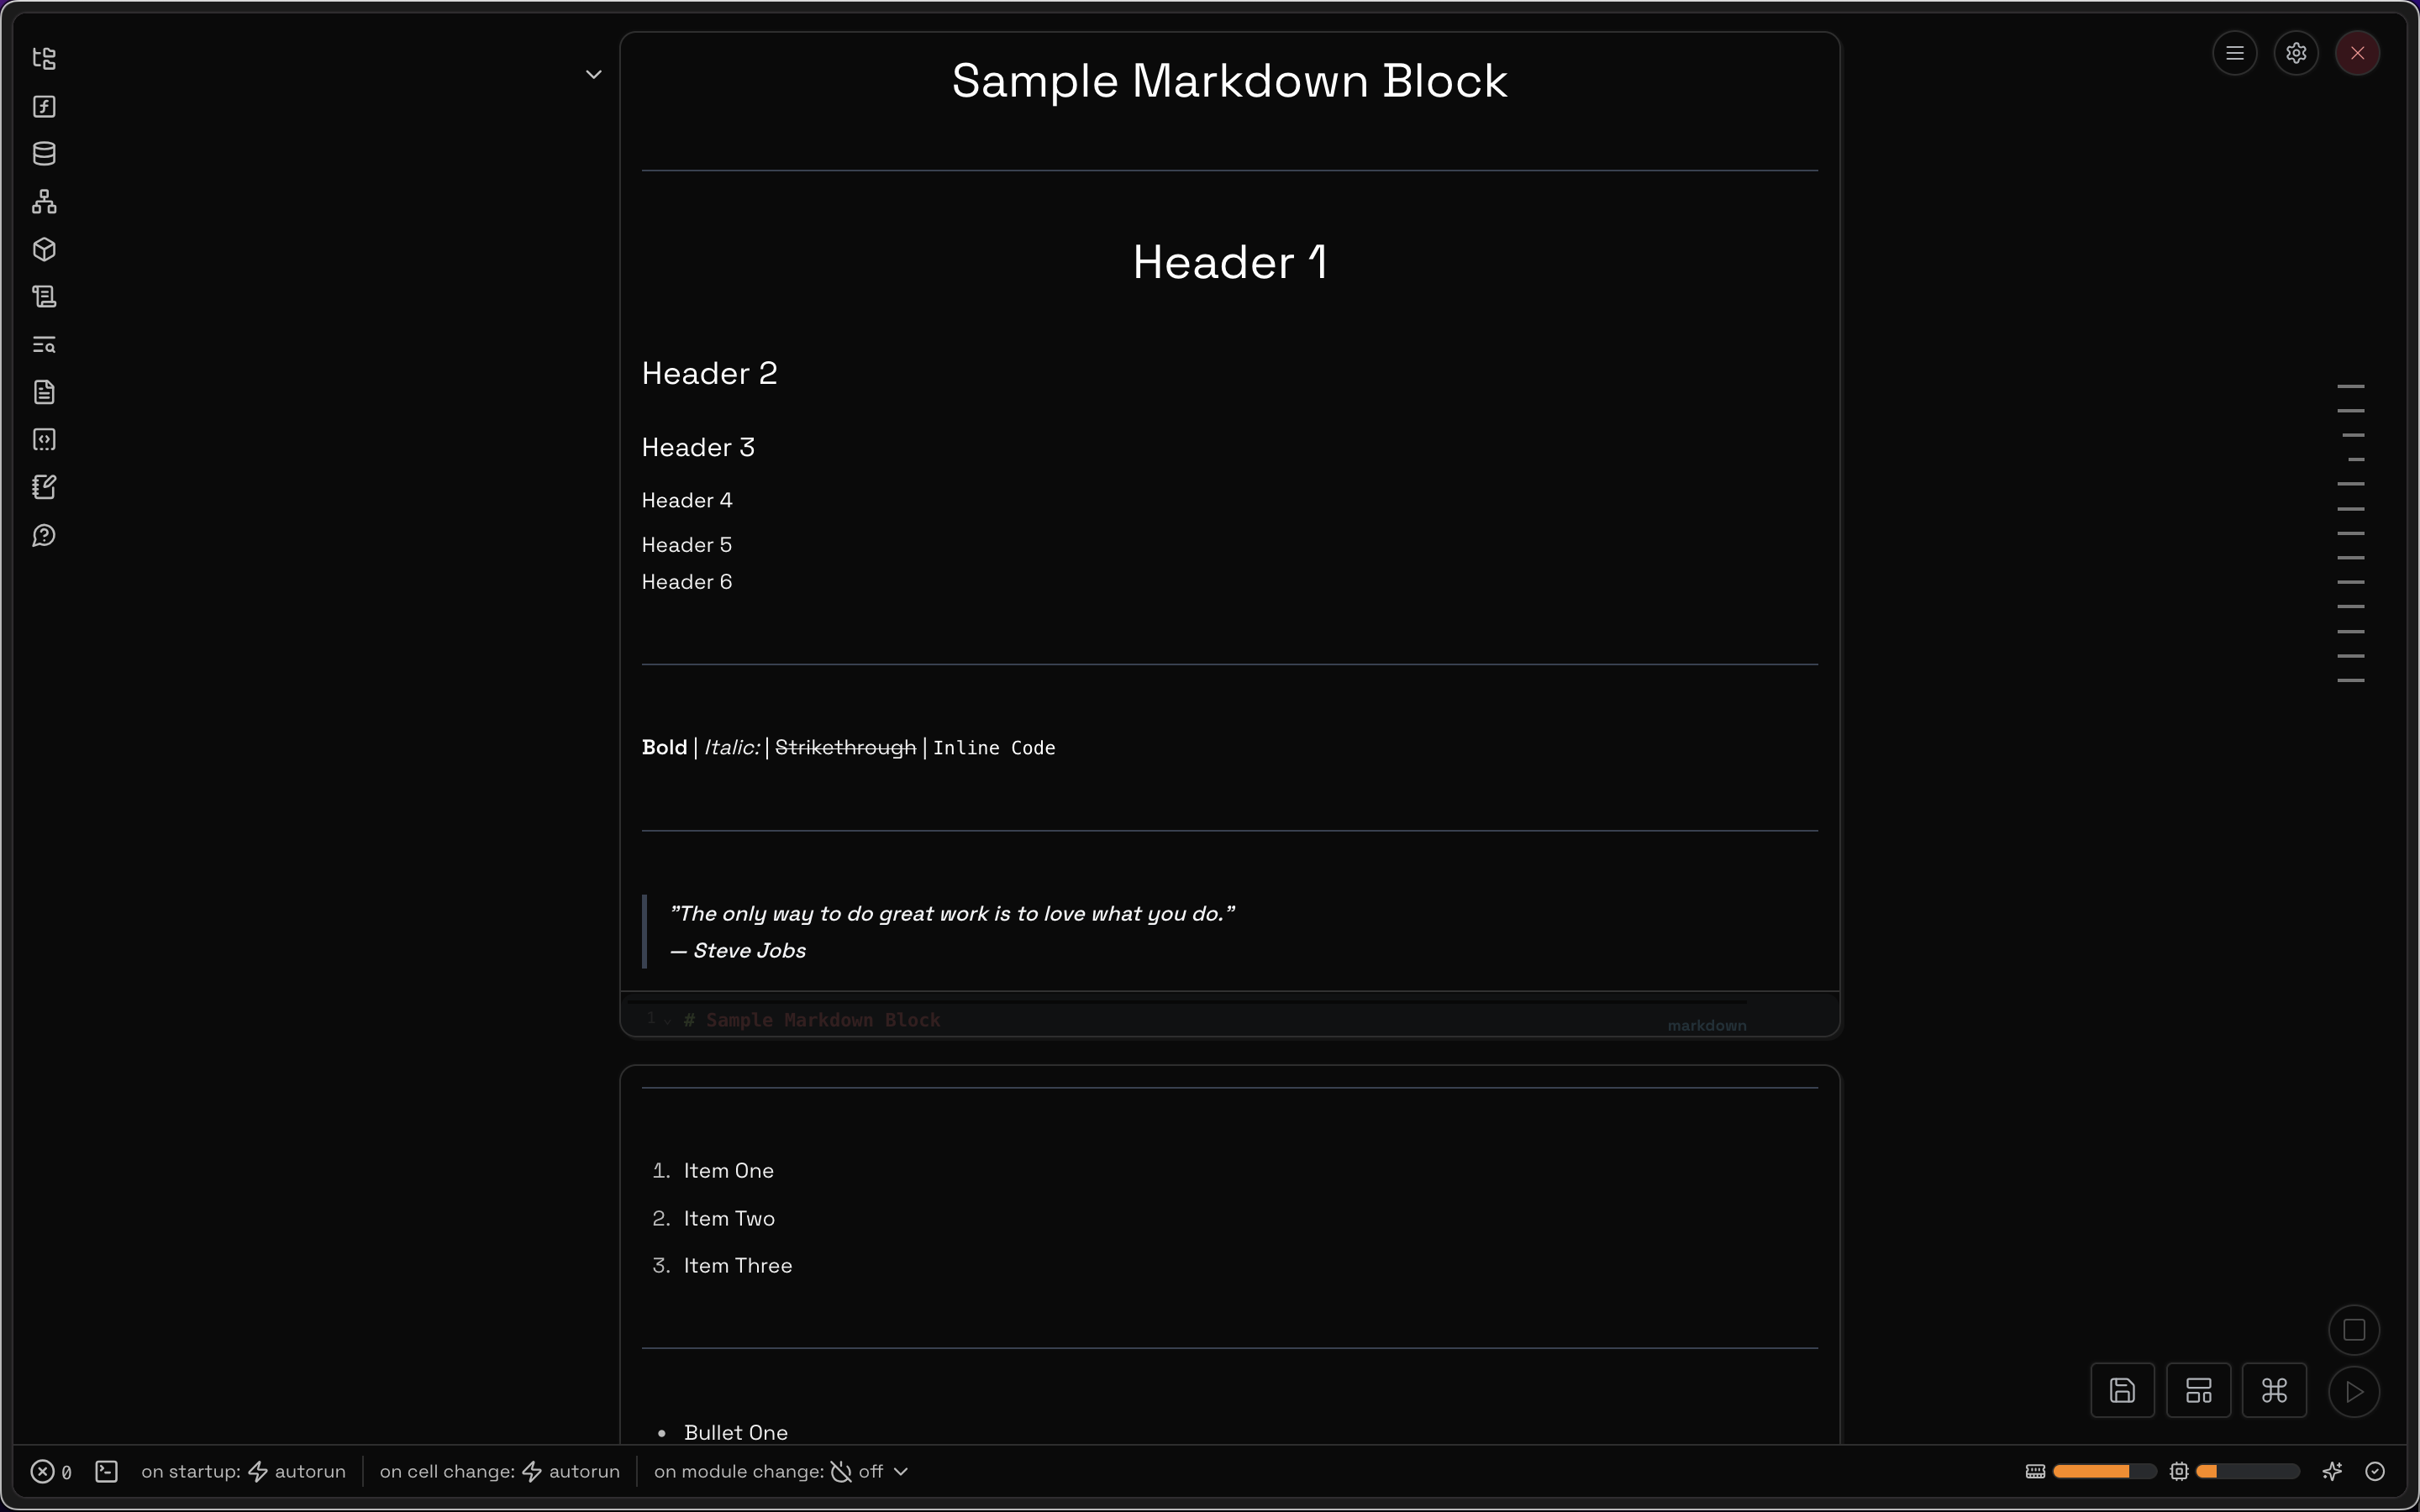 Sample Markdown Block
Header 1
Header 2
Header 3
Header 4
Header 5
Header 6
Bold | Italic: | Strikethrough | Inline Code
"The only way to do great work is to love what you do."
— Steve Jobs
1 # Sample Markdown Block
markdown
1. Item One
2. Item Two
3. Item Three
• Bullet One
0 on startup: autorun on cell change: autorun on module change: off